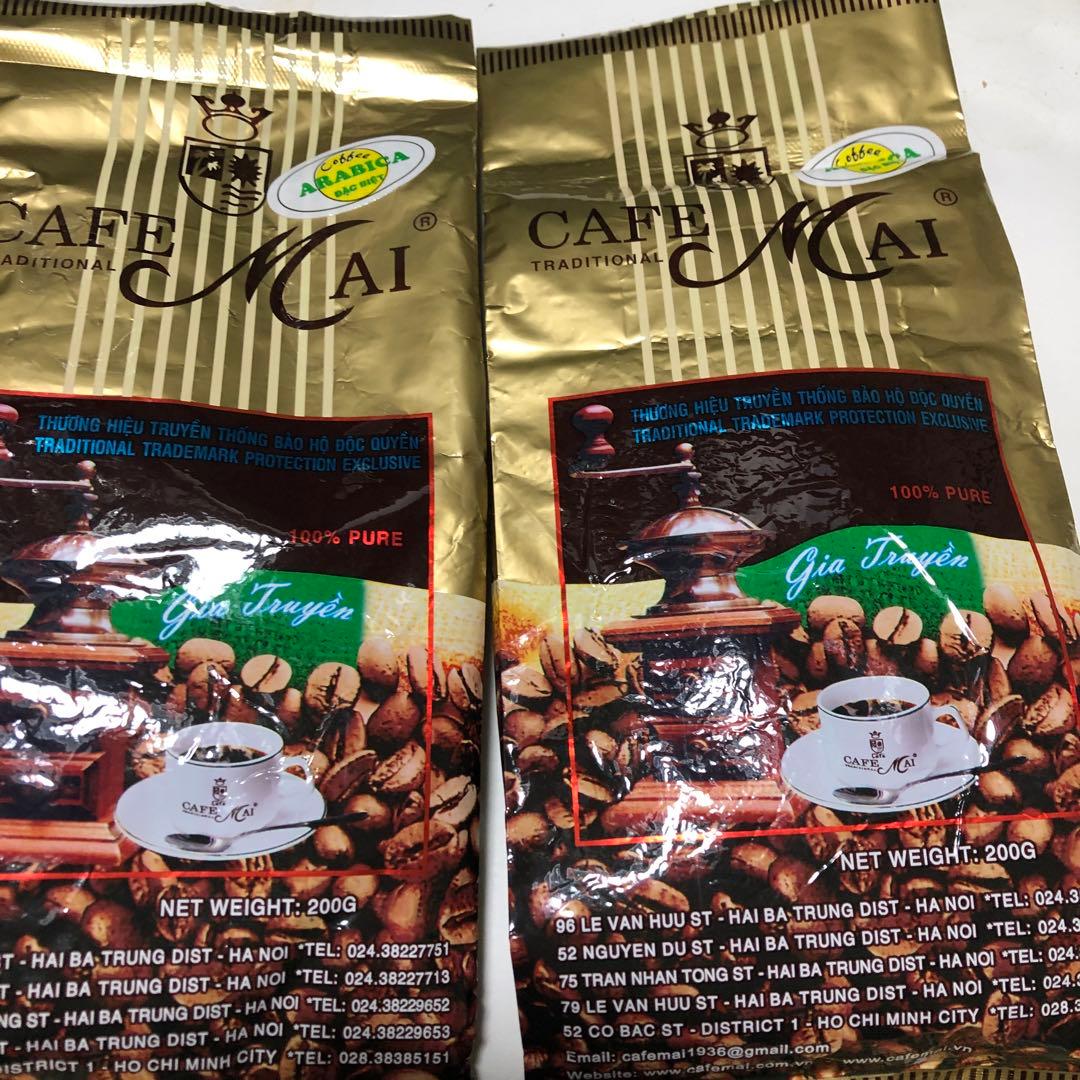 Coffee
ARABICA
ĐẶC BIỆT
CAFE MAI ®
TRADITIONAL
THƯƠNG HIỆU TRUYỀN THỐNG BẢO HỘ ĐỘC QUYỀN
TRADITIONAL TRADEMARK PROTECTION EXCLUSIVE
100% PURE
Gia Truyền
CAFE MAI ®
NET WEIGHT: 200G
ST - HAI BA TRUNG DIST - HA NOI *TEL: 024.38227751
T - HAI BA TRUNG DIST - HA NOI *TEL: 024.38227713
NG ST - HAI BA TRUNG DIST - HA NOI *TEL: 024.38229652
T - HAI BA TRUNG DIST - HA NOI *TEL: 024.38229653
DISTRICT 1 - HO CHI MINH CITY *TEL: 028.38385151
Coffee
ĐẶC BIỆT
CAFE MAI ®
TRADITIONAL
THƯƠNG HIỆU TRUYỀN THỐNG BẢO HỘ ĐỘC QUYỀN
TRADITIONAL TRADEMARK PROTECTION EXCLUSIVE
100% PURE
Gia Truyền
CAFE MAI ®
TRADITIONAL
NET WEIGHT: 200G
96 LE VAN HUU ST - HAI BA TRUNG DIST - HA NOI *TEL: 024.3
52 NGUYEN DU ST - HAI BA TRUNG DIST - HA NOI *TEL: 024.
75 TRAN NHAN TONG ST - HAI BA TRUNG DIST - HA NOI *TEL: 024.
79 LE VAN HUU ST - HAI BA TRUNG DIST - HA NOI *TEL: 024.
52 CO BAC ST - DISTRICT 1 - HO CHI MINH CITY *TEL: 028.3
Email: cafemai1936@gmail.com
Website: www.cafemai.vn www.cafemai.vn